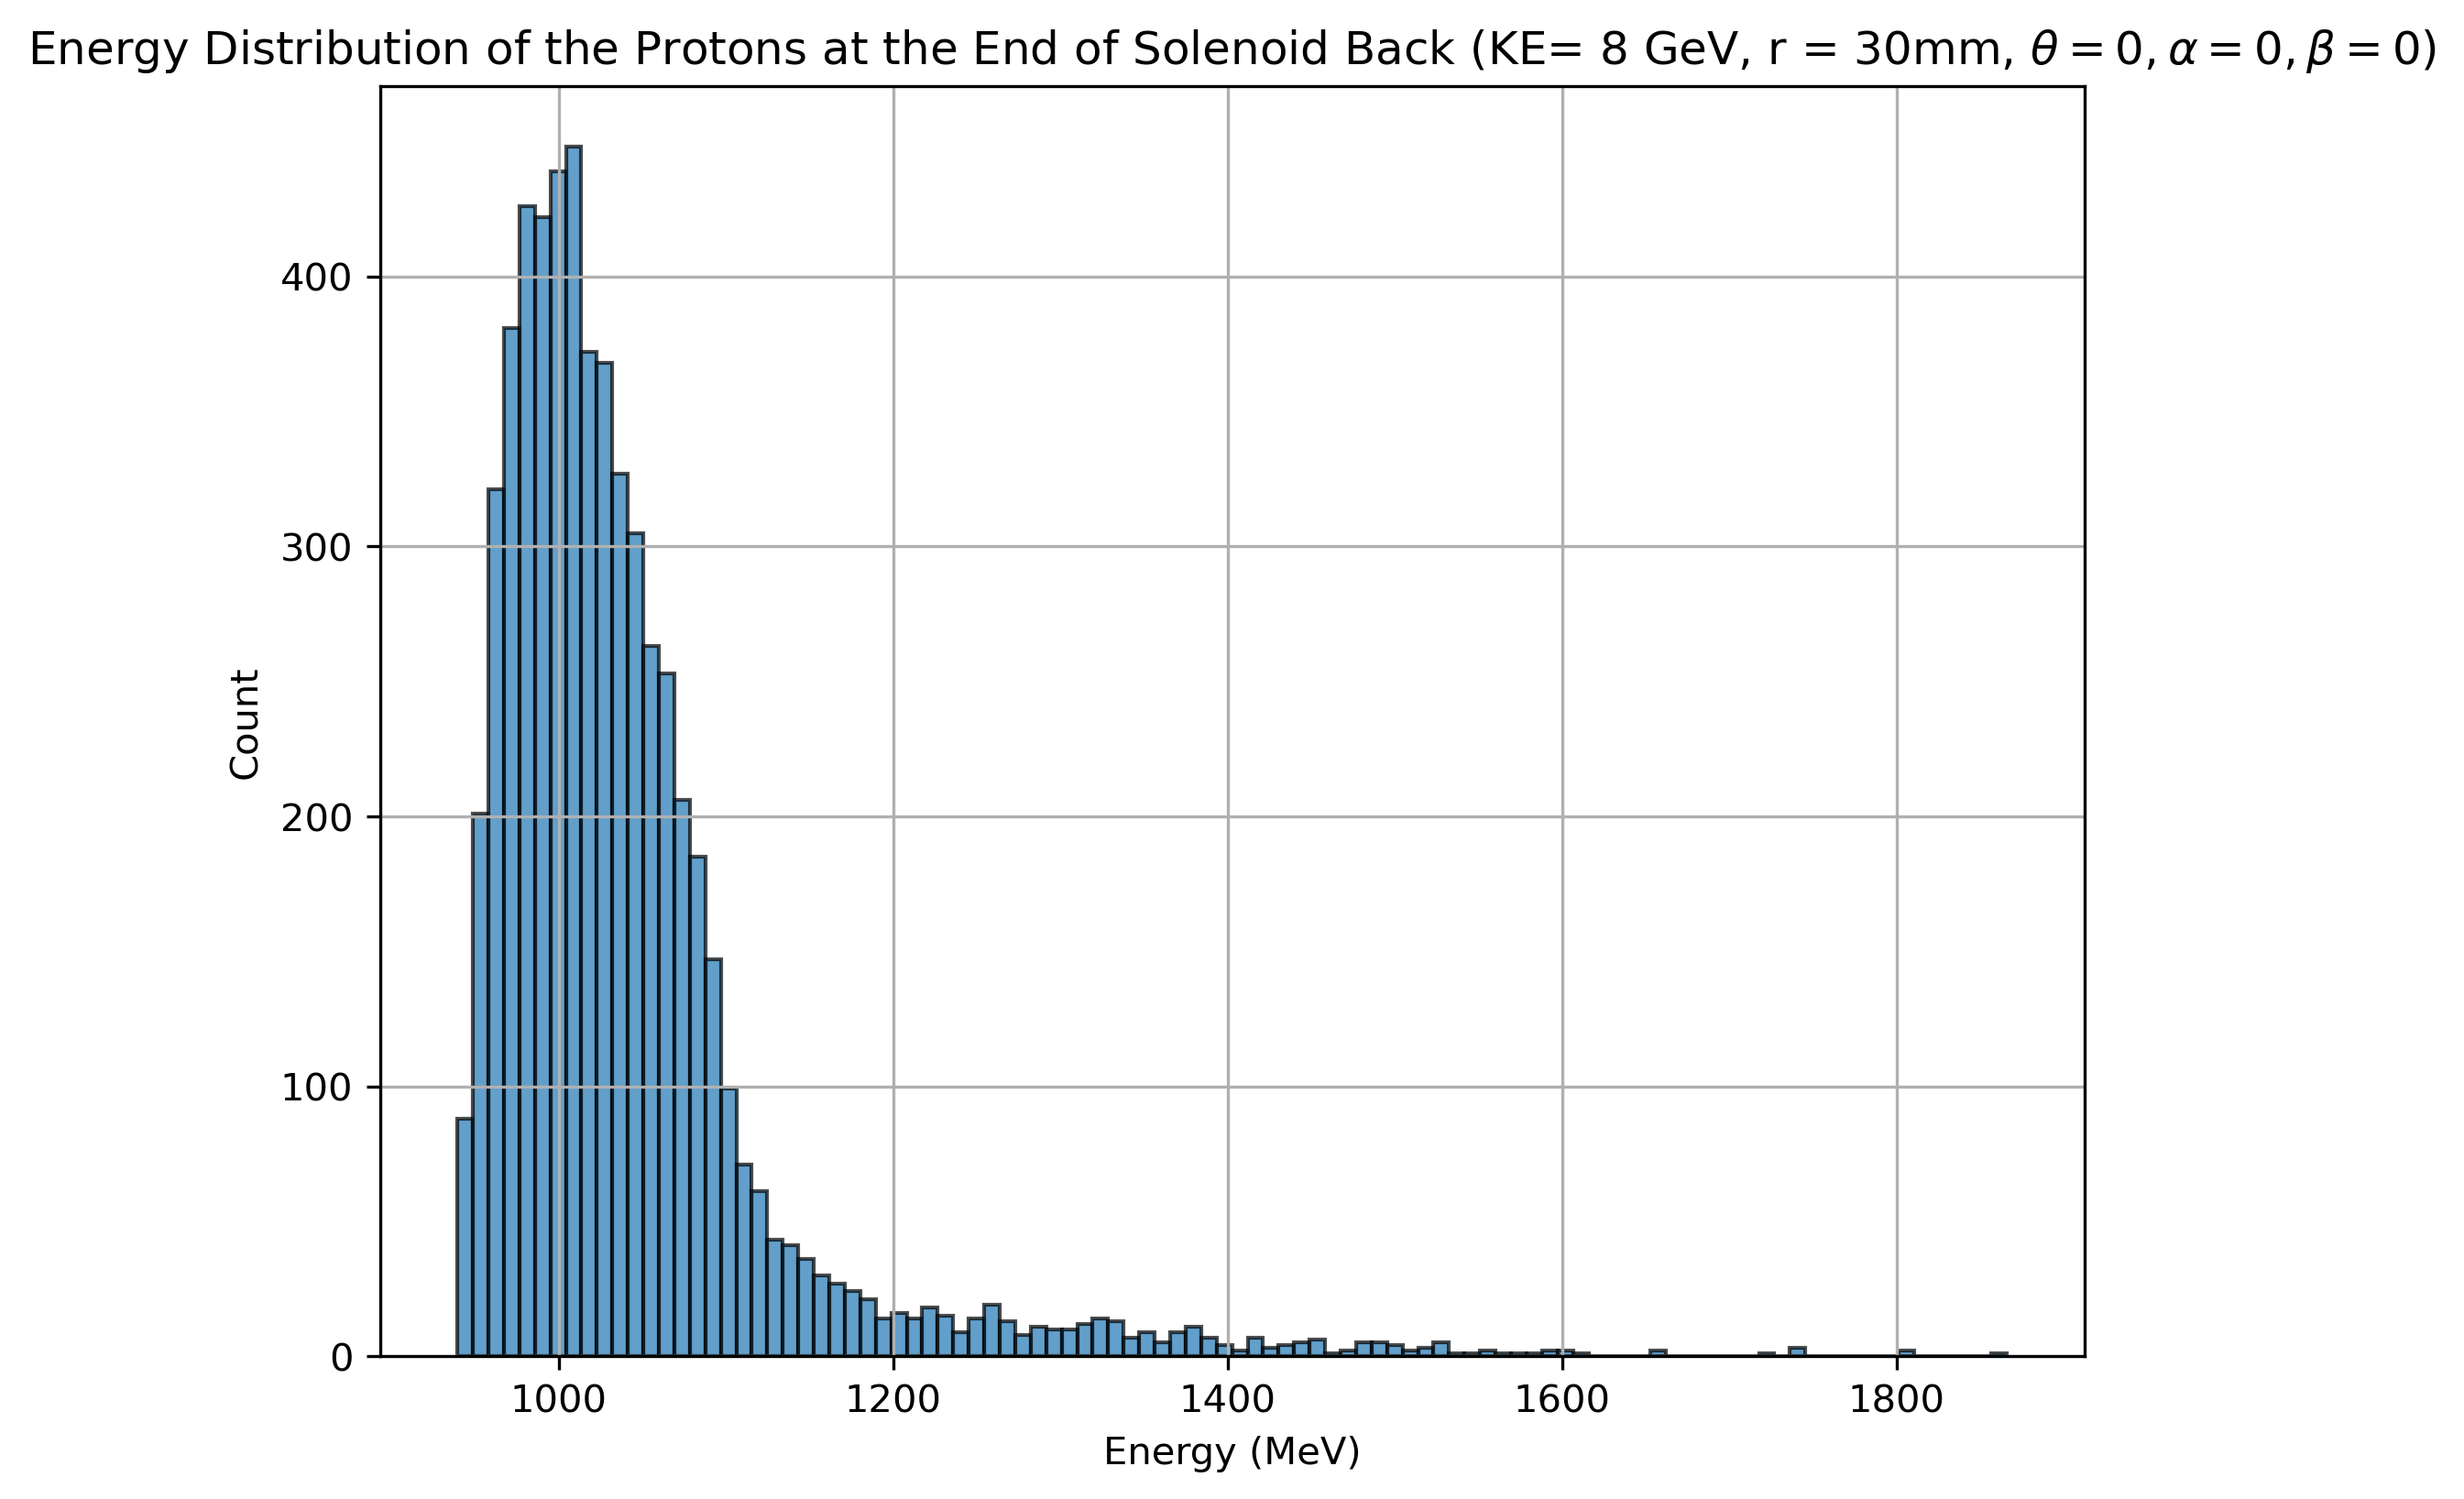 Energy Distribution of the Protons at the End of Solenoid Back (KE= 8 GeV, r = 30mm, θ = 0, α = 0, β = 0)
400
300
200
100
0
Count
1000 1200 1400 1600 1800
Energy (MeV)